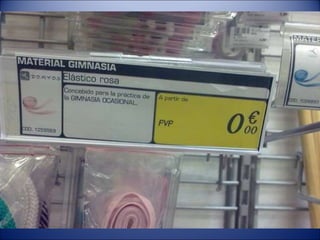 MATERIAL GIMNASIA
DOMYOS
Elástico rosa
Concebido para la práctica de
la GIMNASIA OCASIONAL.
A partir de
PVP
0 €
00